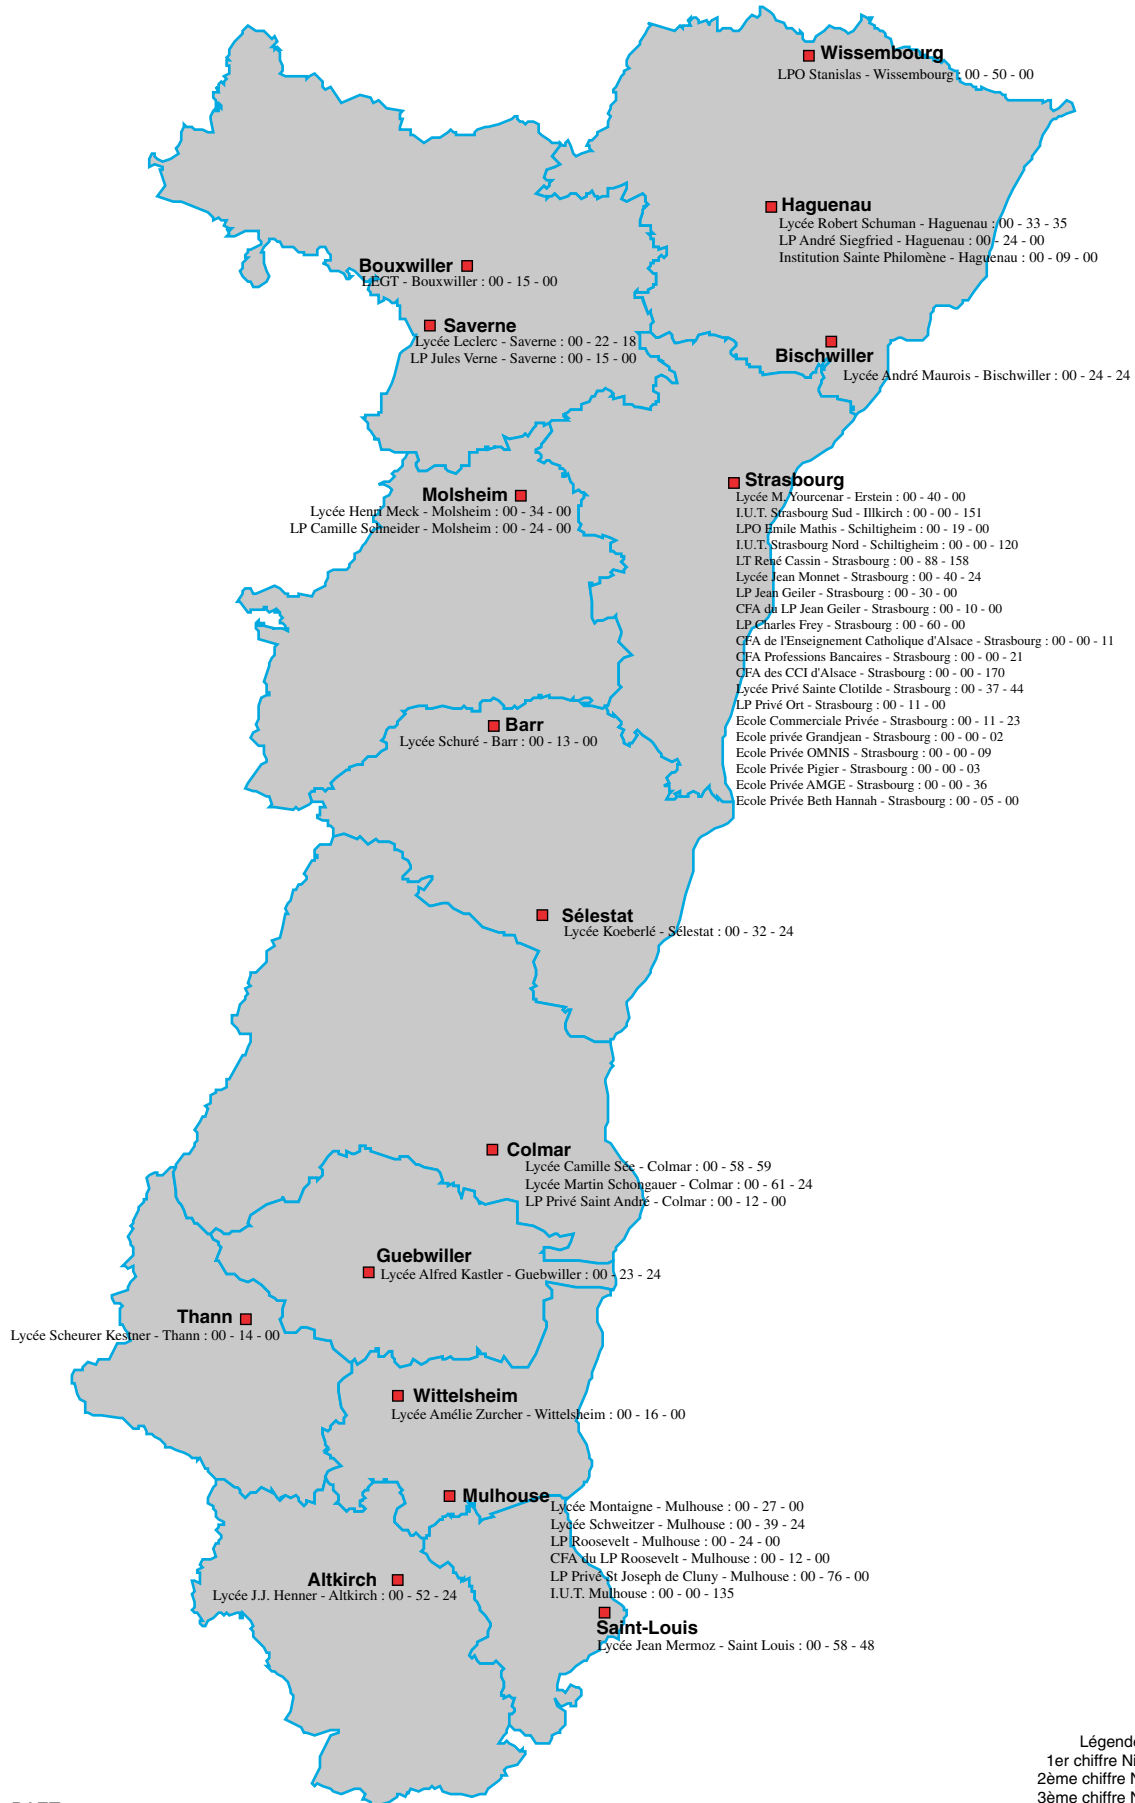 Wissembourg
LPO Stanislas - Wissembourg : 00 - 50 - 00
Haguenau
Lycée Robert Schuman - Haguenau : 00 - 33 - 35
LP André Siegfried - Haguenau : 00 - 24 - 00
Institution Sainte Philomène - Haguenau : 00 - 09 - 00
Bouxwiller
LEGT - Bouxwiller : 00 - 15 - 00
Saverne
Lycée Leclerc - Saverne : 00 - 22 - 18
LP Jules Verne - Saverne : 00 - 15 - 00
Bischwiller
Lycée André Maurois - Bischwiller : 00 - 24 - 24
Strasbourg
Lycée M. Yourcenar - Erstein : 00 - 40 - 00
I.U.T. Strasbourg Sud - Illkirch : 00 - 00 - 151
LPO Emile Mathis - Schiltigheim : 00 - 19 - 00
I.U.T. Strasbourg Nord - Schiltigheim : 00 - 00 - 120
LT René Cassin - Strasbourg : 00 - 88 - 158
Lycée Jean Monnet - Strasbourg : 00 - 40 - 24
LP Jean Geiler - Strasbourg : 00 - 30 - 00
CFA du LP Jean Geiler - Strasbourg : 00 - 10 - 00
LP Charles Frey - Strasbourg : 00 - 60 - 00
CFA de l'Enseignement Catholique d'Alsace - Strasbourg : 00 - 00 - 11
CFA Professions Bancaires - Strasbourg : 00 - 00 - 21
CFA des CCI d'Alsace - Strasbourg : 00 - 00 - 170
Lycée Privé Sainte Clotilde - Strasbourg : 00 - 37 - 44
LP Privé Ort - Strasbourg : 00 - 11 - 00
Ecole Commerciale Privée - Strasbourg : 00 - 11 - 23
Ecole privée Grandjean - Strasbourg : 00 - 00 - 02
Ecole Privée OMNIS - Strasbourg : 00 - 00 - 09
Ecole Privée Pigier - Strasbourg : 00 - 00 - 03
Ecole Privée AMGE - Strasbourg : 00 - 00 - 36
Ecole Privée Beth Hannah - Strasbourg : 00 - 05 - 00
Molsheim
Lycée Henri Meck - Molsheim : 00 - 34 - 00
LP Camille Schneider - Molsheim : 00 - 24 - 00
Barr
Lycée Schuré - Barr : 00 - 13 - 00
Sélestat
Lycée Koeberlé - Sélestat : 00 - 32 - 24
Colmar
Lycée Camille Sée - Colmar : 00 - 58 - 59
Lycée Martin Schongauer - Colmar : 00 - 61 - 24
LP Privé Saint André - Colmar : 00 - 12 - 00
Guebwiller
Lycée Alfred Kastler - Guebwiller : 00 - 23 - 24
Thann
Lycée Scheurer Kestner - Thann : 00 - 14 - 00
Wittelsheim
Lycée Amélie Zurcher - Wittelsheim : 00 - 16 - 00
Mulhouse
Lycée Montaigne - Mulhouse : 00 - 27 - 00
Lycée Schweitzer - Mulhouse : 00 - 39 - 24
LP Roosevelt - Mulhouse : 00 - 24 - 00
CFA du LP Roosevelt - Mulhouse : 00 - 12 - 00
LP Privé St Joseph de Cluny - Mulhouse : 00 - 76 - 00
I.U.T. Mulhouse : 00 - 00 - 135
Altkirch
Lycée J.J. Henner - Altkirch : 00 - 52 - 24
Saint-Louis
Lycée Jean Mermoz - Saint Louis : 00 - 58 - 48
Légende
1er chiffre Ni
2ème chiffre N
3ème chiffre N